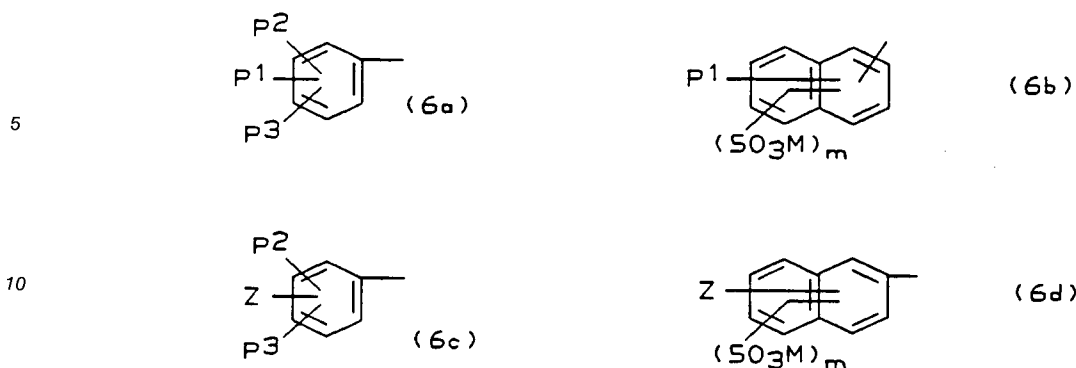 P2
P1 (6a) P1 (6b)
5
P3 (SO3M)m
P2
10 Z (6c) Z (6d)
P3 (SO3M)m